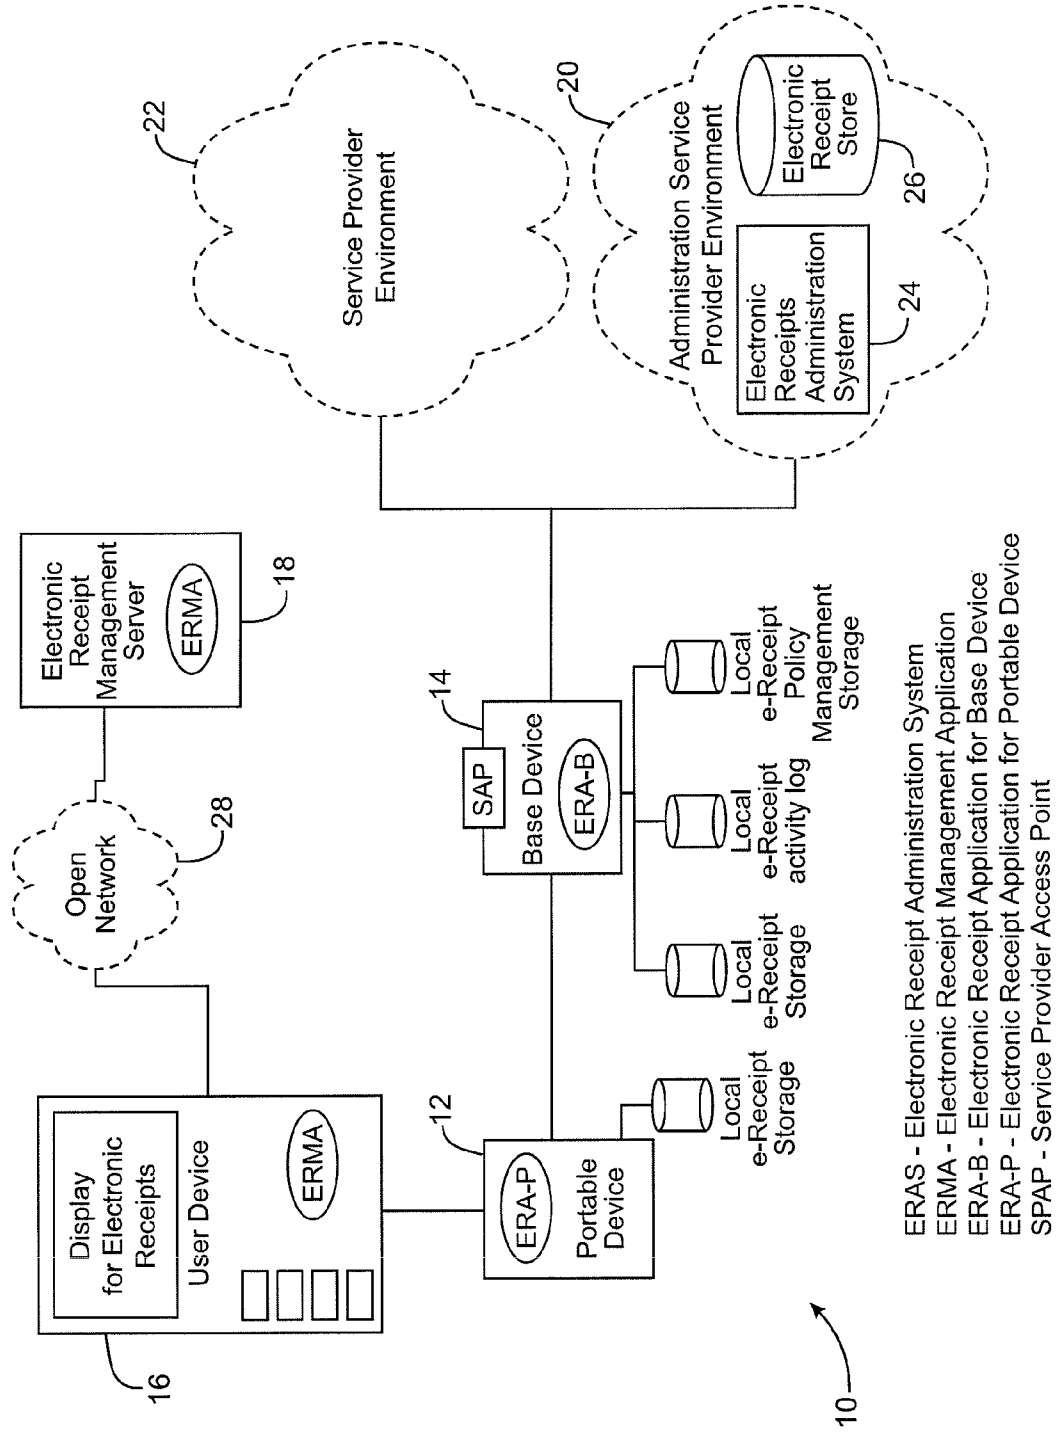 Display
for Electronic
Receipts
User Device
ERMA
16
Open
Network
28
Electronic
Receipt
Management
Server
ERMA
18
ERA-P
Portable
Device
12
Local
e-Receipt
Storage
SAP
Base Device
ERA-B
14
Local
e-Receipt
Storage
Local
e-Receipt
activity log
Local
e-Receipt
Policy
Management
Storage
Service Provider
Environment
22
Administration Service
Provider Environment
20
Electronic
Receipts
Administration
System
24
Electronic
Receipt
Store
26
10
ERAS - Electronic Receipt Administration System
ERMA - Electronic Receipt Management Application
ERA-B - Electronic Receipt Application for Base Device
ERA-P - Electronic Receipt Application for Portable Device
SPAP - Service Provider Access Point